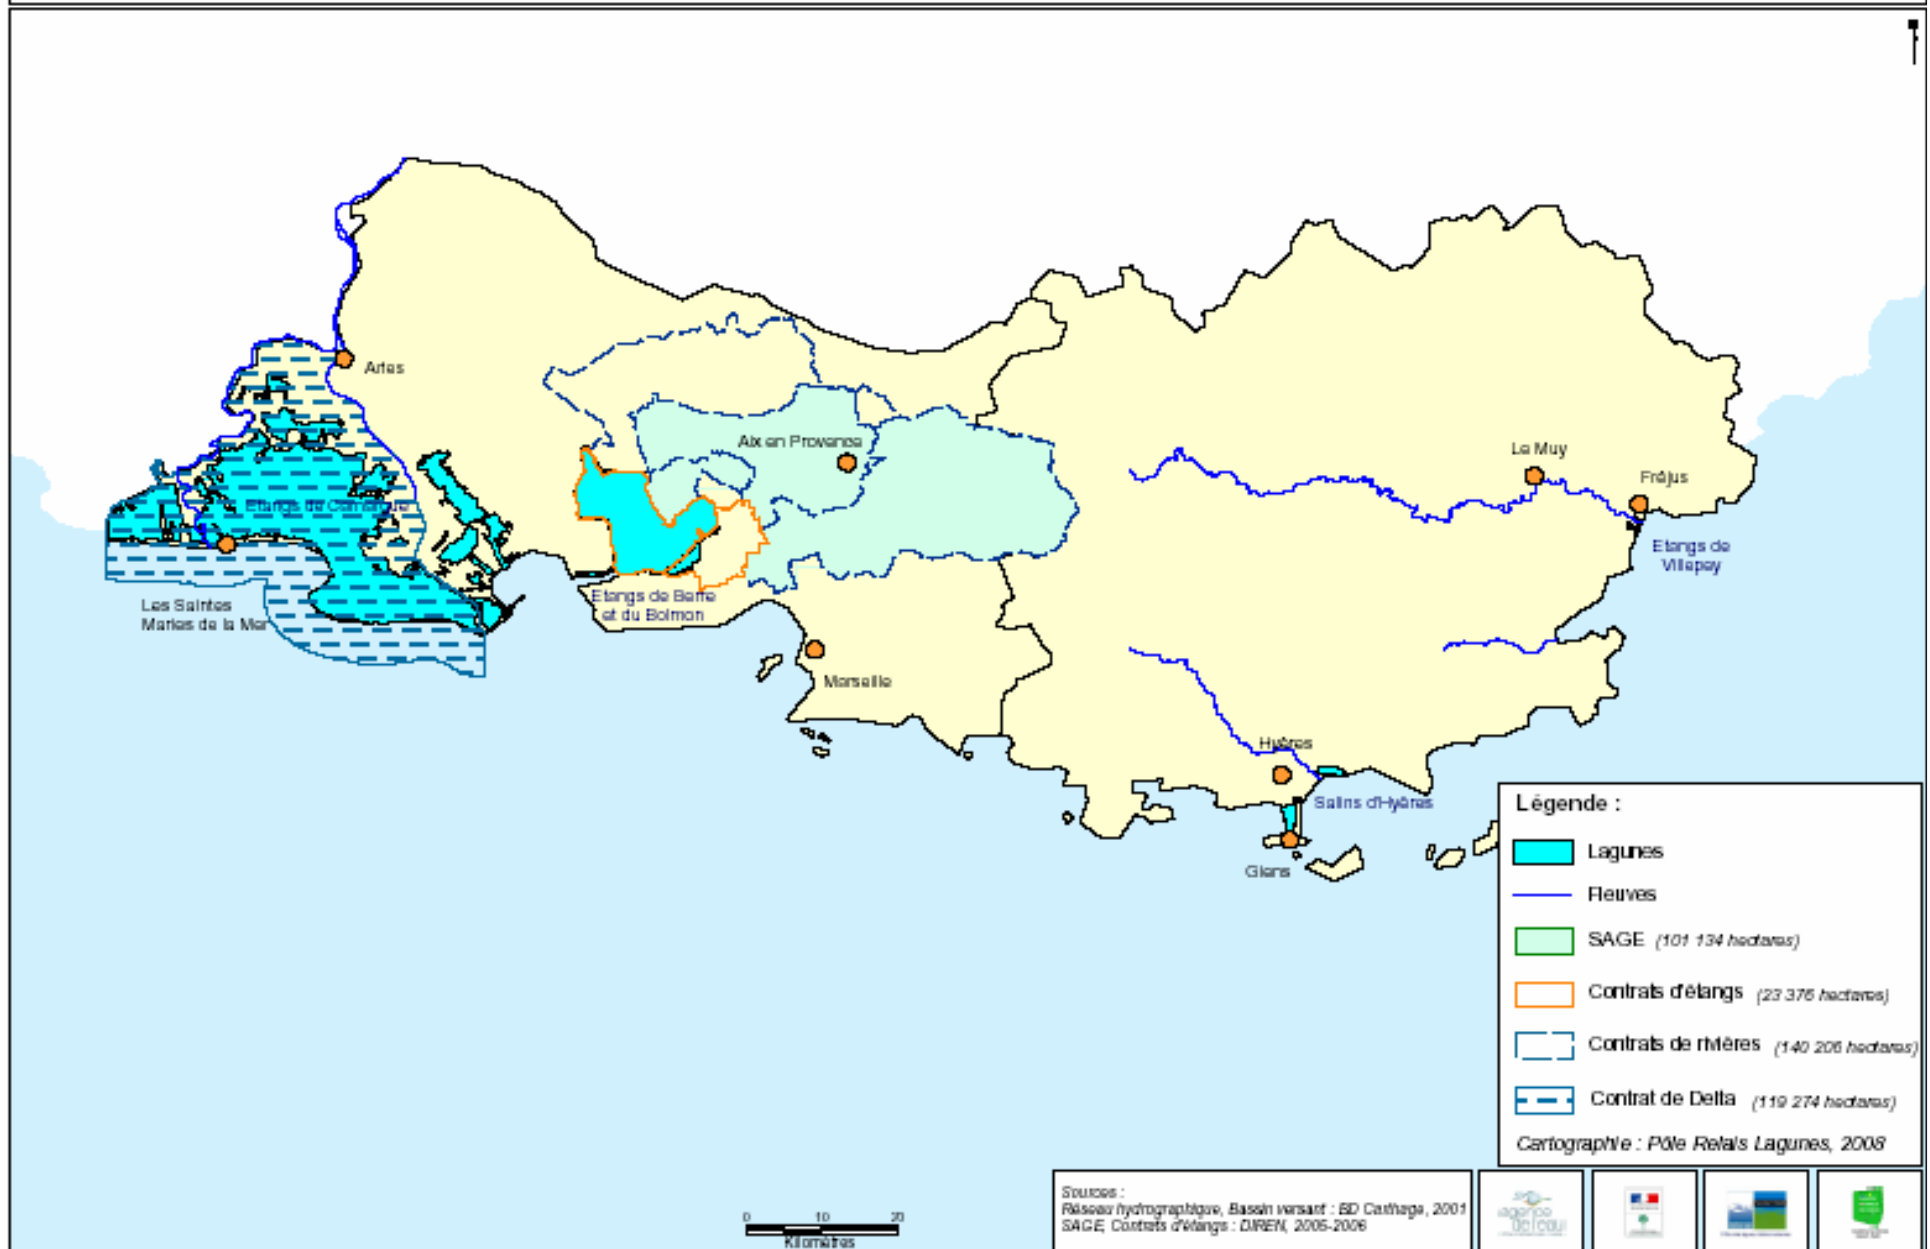 Arles
Aix en Provence
Le Muy
Fréjus
Etangs de Camargue
Etangs de
Villepey
Etangs de Berre
et du Bolmon
Les Saintes
Maries de la Mer
Marseille
Hyères
Salins d'Hyères
Giens
Légende :
Lagunes
Fleuves
SAGE (101 134 hectares)
Contrats d'étangs (23 376 hectares)
Contrats de rivières (140 206 hectares)
Contrat de Delta (119 274 hectares)
Cartographie : Pôle Relais Lagunes, 2008
Sources :
Réseau hydrographique, Bassin versant : BD Carthage, 2001
SAGE, Contrats d'étangs : DIREN, 2005-2006
0 10 20
Kilomètres
agence
de l'eau